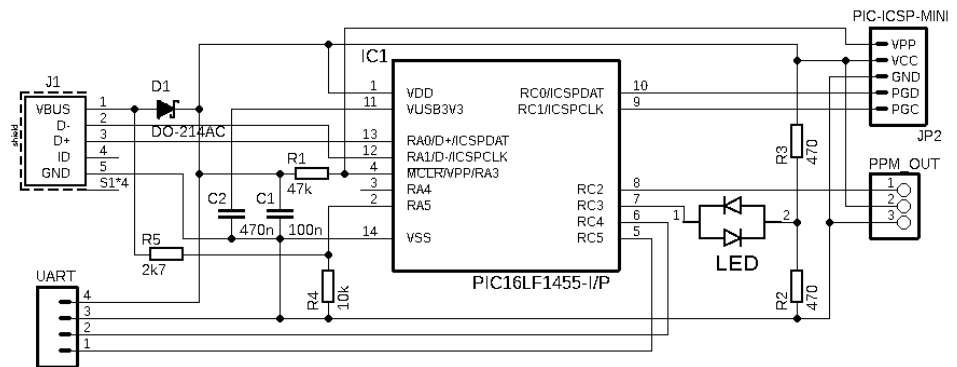 PIC-ICSP-MINI
VPP
VCC
GND
PGD
PGC
JP2
IC1
1 VDD
11 VUSB3V3
13 RA0/D+/ICSPDAT
12 RA1/D-/ICSPCLK
4 MCLR/VPP/RA3
3 RA4
2 RA5
14 VSS
RC0/ICSPDAT 10
RC1/ICSPCLK 9
RC2 8
RC3 7
RC4 6
RC5 5
PIC16LF1455-I/P
J1
shield
VBUS 1
D- 2
D+ 3
ID 4
GND 5
S1*4
D1
DO-214AC
R1
47k
C2
470n
C1
100n
R5
2k7
R4
10k
R3
470
R2
470
1
2
LED
PPM_OUT
1
2
3
UART
4
3
2
1